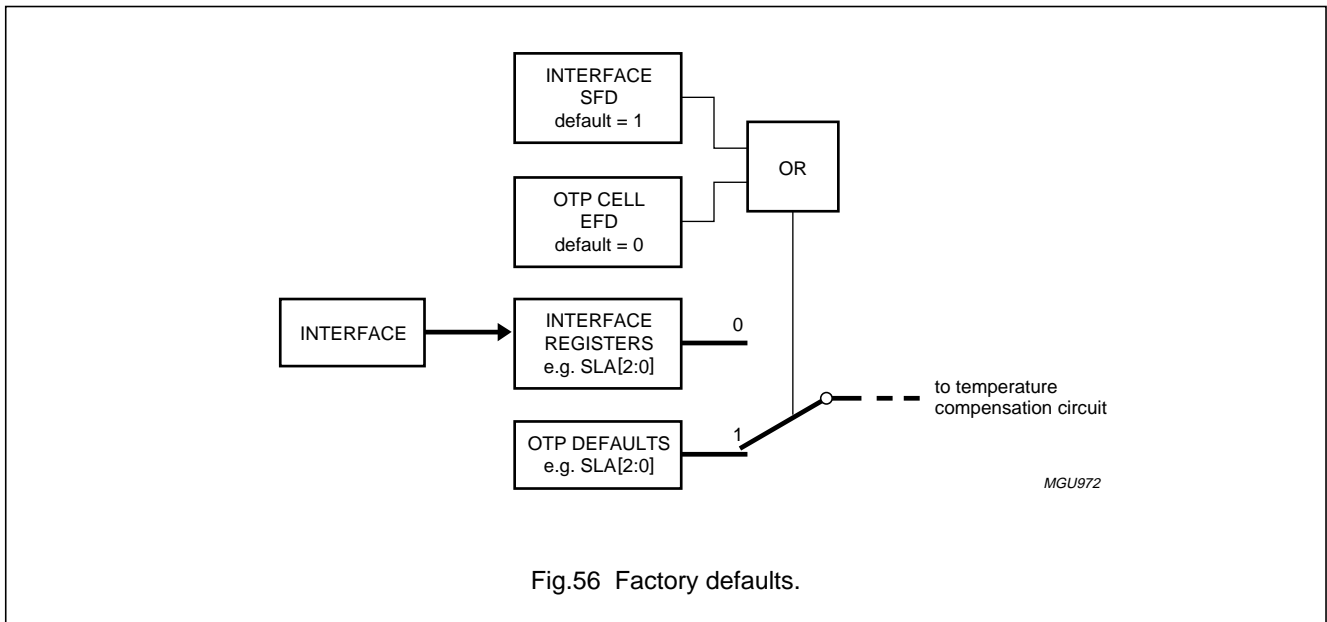 INTERFACE
SFD
default = 1
OR
OTP CELL
EFD
default = 0
INTERFACE
INTERFACE
REGISTERS
e.g. SLA[2:0]
0
to temperature
compensation circuit
OTP DEFAULTS
e.g. SLA[2:0]
1
MGU972
Fig.56 Factory defaults.